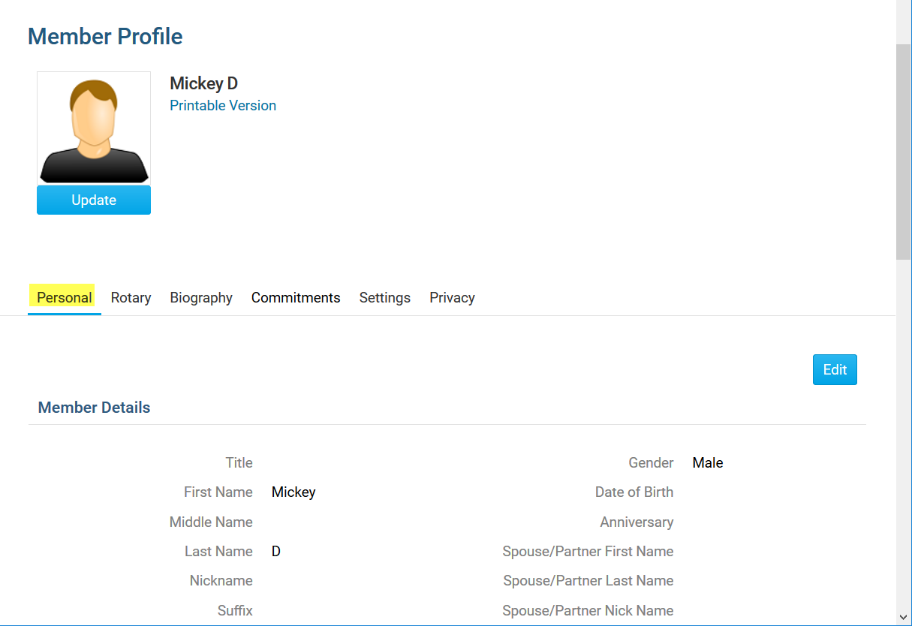 Member Profile
Mickey D
Printable Version
Update
Personal Rotary Biography Commitments Settings Privacy
Edit
Member Details
Title Gender Male
First Name Mickey Date of Birth
Middle Name Anniversary
Last Name D Spouse/Partner First Name
Nickname Spouse/Partner Last Name
Suffix Spouse/Partner Nick Name